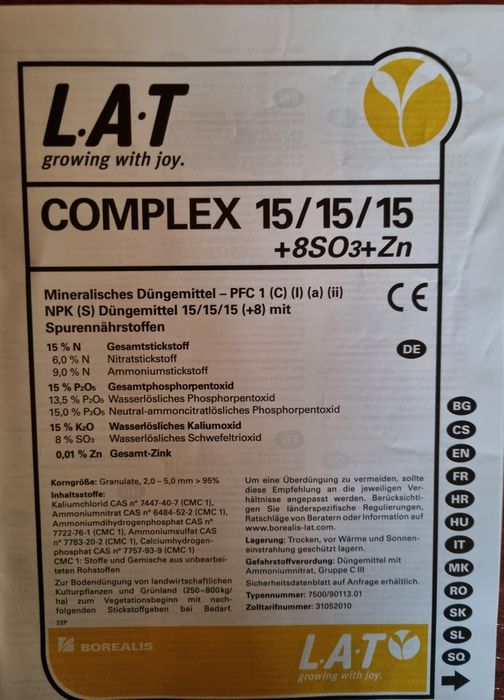 L.A.T
growing with joy.
COMPLEX 15/15/15
+8SO₃+Zn
Mineralisches Düngemittel – PFC 1 (C) (I) (a) (ii)
NPK (S) Düngemittel 15/15/15 (+8) mit
Spurennährstoffen
CE
DE
15 % N Gesamtstickstoff
6,0 % N Nitratstickstoff
9,0 % N Ammoniumstickstoff
15 % P₂O₅ Gesamtphosphorpentoxid
13,5 % P₂O₅ Wasserlösliches Phosphorpentoxid
15,0 % P₂O₅ Neutral-ammoncitratlösliches Phosphorpentoxid
15 % K₂O Wasserlösliches Kaliumoxid
8 % SO₃ Wasserlösliches Schwefeltrioxid
0,01 % Zn Gesamt-Zink
Korngröße: Granulate, 2,0 – 5,0 mm > 95%
Inhaltsstoffe:
Kaliumchlorid CAS n° 7447-40-7 (CMC 1),
Ammoniumnitrat CAS n° 6484-52-2 (CMC 1),
Ammoniumdihydrogenphosphat CAS n°
7722-76-1 (CMC 1), Ammoniumsulfat CAS
n° 7783-20-2 (CMC 1), Calciumhydrogen-
phosphat CAS n° 7757-93-9 (CMC 1)
CMC 1: Stoffe und Gemische aus unbearbei-
teten Rohstoffen
Zur Bodendüngung von landwirtschaftlichen
Kulturpflanzen und Grünland (250–800kg/
ha) zum Vegetationsbeginn mit nach-
folgenden Stickstoffgaben bei Bedarf.
22P
Um eine Überdüngung zu vermeiden, sollte
diese Empfehlung an die jeweiligen Ver-
hältnisse angepasst werden. Berücksichti-
gen Sie länderspezifische Regulierungen,
Ratschläge von Beratern oder Information auf
www.borealis-lat.com.
Lagerung: Trocken, vor Wärme und Sonnen-
einstrahlung geschützt lagern.
Gefahrstoffverordung: Düngemittel mit
Ammoniumnitrat, Gruppe C III
Sicherheitsdatenblatt auf Anfrage erhältlich.
Typennummer: 7500/90113.01
Zolltarifnummer: 31052010
BG
CS
EN
FR
HR
HU
IT
MK
RO
SK
SL
SQ
BOREALIS
L.A.T
growing with joy.